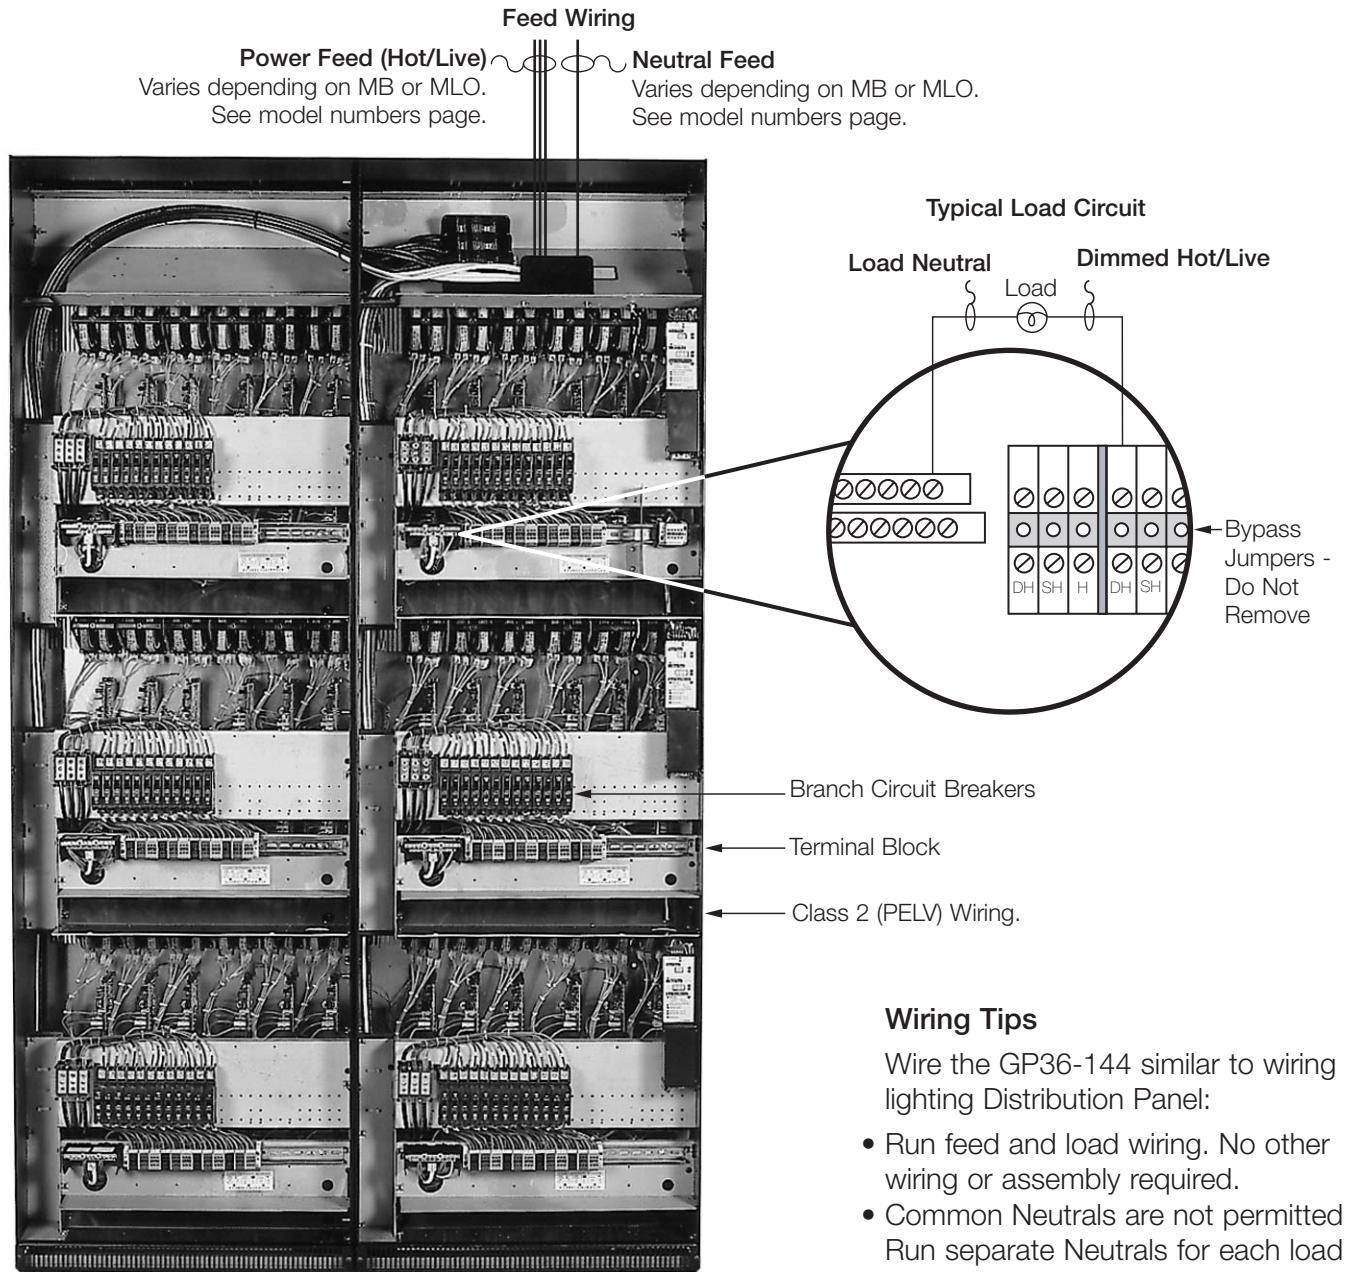 Feed Wiring
Power Feed (Hot/Live)
Varies depending on MB or MLO.
See model numbers page.
Neutral Feed
Varies depending on MB or MLO.
See model numbers page.
Typical Load Circuit
Load Neutral
Load
Dimmed Hot/Live
DH SH H DH SH
Bypass
Jumpers -
Do Not
Remove
Branch Circuit Breakers
Terminal Block
Class 2 (PELV) Wiring.
Wiring Tips
Wire the GP36-144 similar to wiring
lighting Distribution Panel:
• Run feed and load wiring. No other
wiring or assembly required.
• Common Neutrals are not permitted
Run separate Neutrals for each load